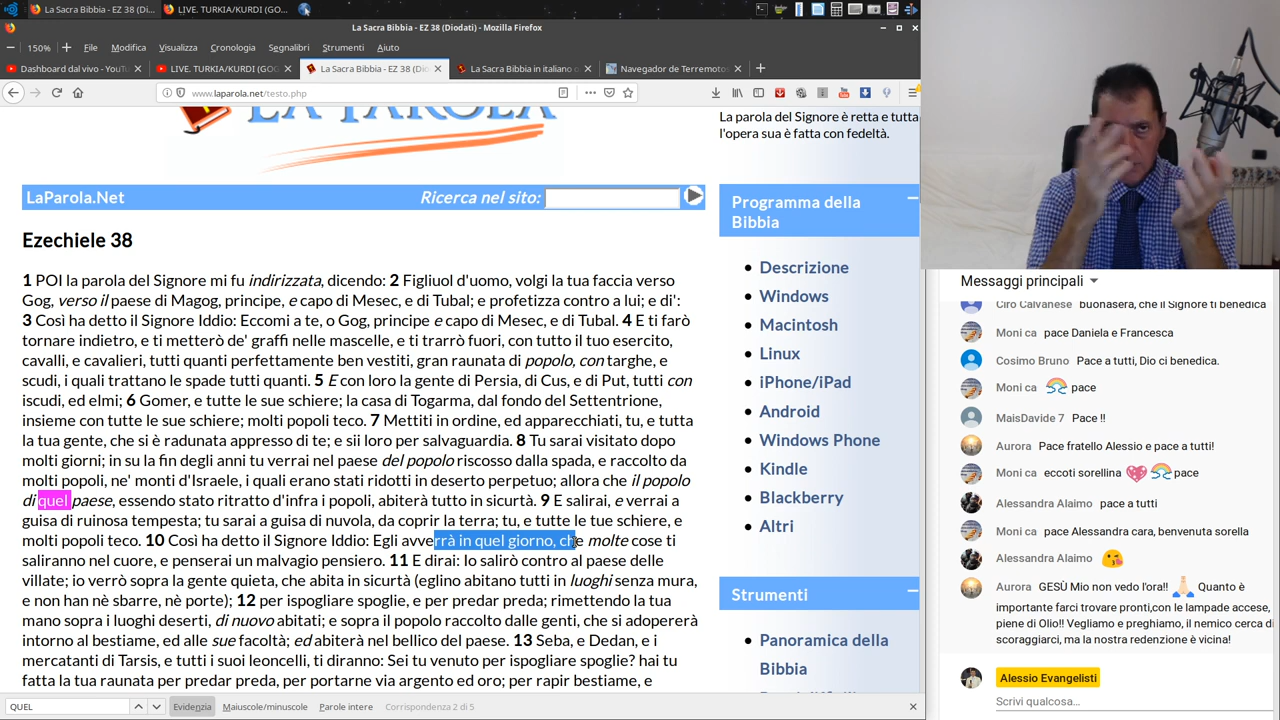 La Sacra Bibbia - EZ 38 (Di...
LIVE. TURKIA/KURDI (GO...
La Sacra Bibbia - EZ 38 (Diodati) - Mozilla Firefox
150%
File Modifica Visualizza Cronologia Segnalibri Strumenti Aiuto
Dashboard dal vivo - YouTu
LIVE. TURKIA/KURDI (GOG
La Sacra Bibbia - EZ 38 (Di
La Sacra Bibbia in italiano o
Navegador de Terremoto
www.laparola.net/testo.php
LA PAROLA
La parola del Signore è retta e tutta
l'opera sua è fatta con fedeltà.
LaParola.Net
Ricerca nel sito:
Ezechiele 38
1 POI la parola del Signore mi fu indirizzata, dicendo: 2 Figliuol d'uomo, volgi la tua faccia verso
Gog, verso il paese di Magog, principe, e capo di Mesec, e di Tubal; e profetizza contro a lui; e di':
3 Così ha detto il Signore Iddio: Eccomi a te, o Gog, principe e capo di Mesec, e di Tubal. 4 E ti farò
tornare indietro, e ti metterò de' graffi nelle mascelle, e ti trarrò fuori, con tutto il tuo esercito,
cavalli, e cavalieri, tutti quanti perfettamente ben vestiti, gran raunata di popolo, con targhe, e
scudi, i quali trattano le spade tutti quanti. 5 E con loro la gente di Persia, di Cus, e di Put, tutti con
iscudi, ed elmi; 6 Gomer, e tutte le sue schiere; la casa di Togarma, dal fondo del Settentrione,
insieme con tutte le sue schiere; molti popoli teco. 7 Mettiti in ordine, ed apparecchiati, tu, e tutta
la tua gente, che si è radunata appresso di te; e sii loro per salvaguardia. 8 Tu sarai visitato dopo
molti giorni; in su la fin degli anni tu verrai nel paese del popolo riscosso dalla spada, e raccolto da
molti popoli, ne' monti d'Israele, i quali erano stati ridotti in deserto perpetuo; allora che il popolo
di quel paese, essendo stato ritratto d'infra i popoli, abiterà tutto in sicurtà. 9 E salirai, e verrai a
guisa di ruinosa tempesta; tu sarai a guisa di nuvola, da coprir la terra; tu, e tutte le tue schiere, e
molti popoli teco. 10 Così ha detto il Signore Iddio: Egli avverrà in quel giorno, che molte cose ti
saliranno nel cuore, e penserai un malvagio pensiero. 11 E dirai: Io salirò contro al paese delle
villate; io verrò sopra la gente quieta, che abita in sicurtà (eglino abitano tutti in luoghi senza mura,
e non han nè sbarre, nè porte); 12 per ispogliare spoglie, e per predar preda; rimettendo la tua
mano sopra i luoghi deserti, di nuovo abitati; e sopra il popolo raccolto dalle genti, che si adopererà
intorno al bestiame, ed alle sue facoltà; ed abiterà nel bellico del paese. 13 Seba, e Dedan, e i
mercatanti di Tarsis, e tutti i suoi leoncelli, ti diranno: Sei tu venuto per ispogliare spoglie? hai tu
fatta la tua raunata per predar preda, per portarne via argento ed oro; per rapir bestiame, e
Programma della
Bibbia
Descrizione
Windows
Macintosh
Linux
iPhone/iPad
Android
Windows Phone
Kindle
Blackberry
Altri
Strumenti
Panoramica della
Bibbia
QUEL
Evidenzia Maiuscole/minuscole Parole intere Corrispondenza 2 di 5
Messaggi principali
Ciro Calvanese buonasera, che il Signore ti benedica
Moni ca pace Daniela e Francesca
Cosimo Bruno Pace a tutti, Dio ci benedica.
Moni ca pace
MaisDavide 7 Pace !!
Aurora Pace fratello Alessio e pace a tutti!
Moni ca eccoti sorellina pace
Alessandra Alaimo pace a tutti
Moni ca pace Alessandra cara, benvenuta sorella
Alessandra Alaimo
Aurora GESÙ Mio non vedo l'ora!! Quanto è
importante farci trovare pronti,con le lampade accese,
piene di Olio!! Vegliamo e preghiamo, il nemico cerca di
scoraggiarci, ma la nostra redenzione è vicina!
Alessio Evangelisti
Scrivi qualcosa...